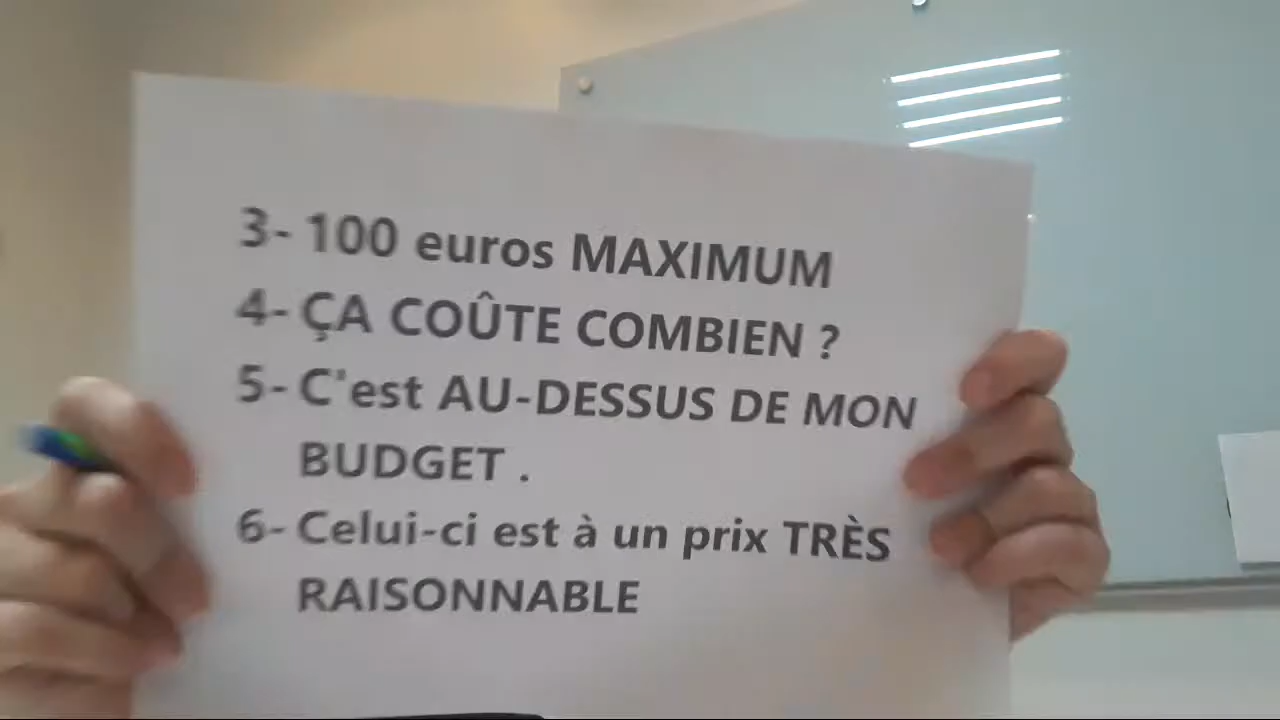 3- 100 euros MAXIMUM
4- ÇA COÛTE COMBIEN ?
5- C'est AU-DESSUS DE MON
BUDGET .
6- Celui-ci est à un prix TRÈS
RAISONNABLE